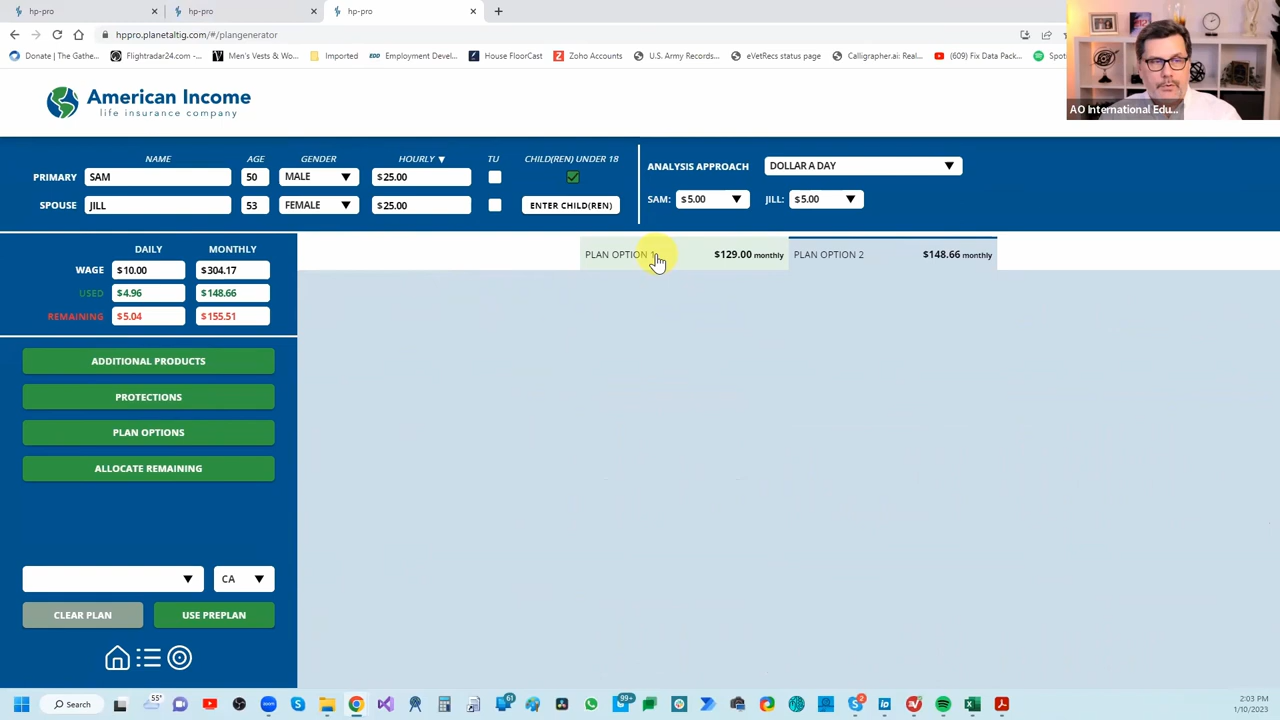 hp-pro
hp-pro
hp-pro
hppro.planetaltig.com/#/plangenerator
Donate | The Gathe...
Flightradar24.com -...
Men's Vests & Wo...
Imported
Employment Devel...
House FloorCast
Zoho Accounts
U.S. Army Records...
eVetRecs status page
Calligrapher.ai: Real...
(609) Fix Data Pack...
Spot
AO International Edu...
American Income
life insurance company
NAME AGE GENDER HOURLY ▼ TU CHILD(REN) UNDER 18
PRIMARY SAM 50 MALE $25.00
SPOUSE JILL 53 FEMALE $25.00 ENTER CHILD(REN)
ANALYSIS APPROACH DOLLAR A DAY
SAM: $5.00 JILL: $5.00
DAILY MONTHLY
WAGE $10.00 $304.17
USED $4.96 $148.66
REMAINING $5.04 $155.51
PLAN OPTION 1 $129.00 monthly
PLAN OPTION 2 $148.66 monthly
ADDITIONAL PRODUCTS
PROTECTIONS
PLAN OPTIONS
ALLOCATE REMAINING
CA
CLEAR PLAN USE PREPLAN
Search
55°
61
99+
2
2:03 PM
1/10/2023